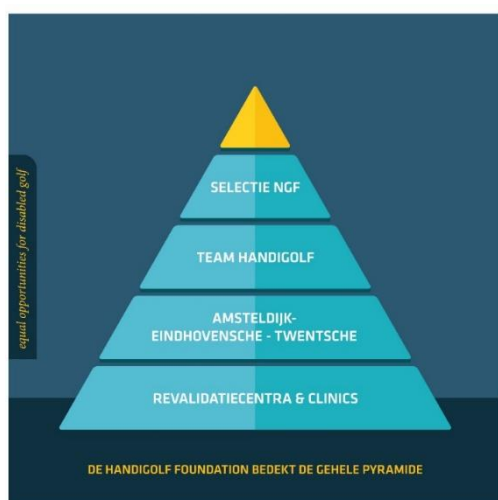 equal opportunities for disabled golf
SELECTIE NGF
TEAM HANDIGOLF
AMSTELDIJK-
EINDHOVENSCHE - TWENTSCHE
REVALIDATIECENTRA & CLINICS
DE HANDIGOLF FOUNDATION BEDEKT DE GEHELE PYRAMIDE